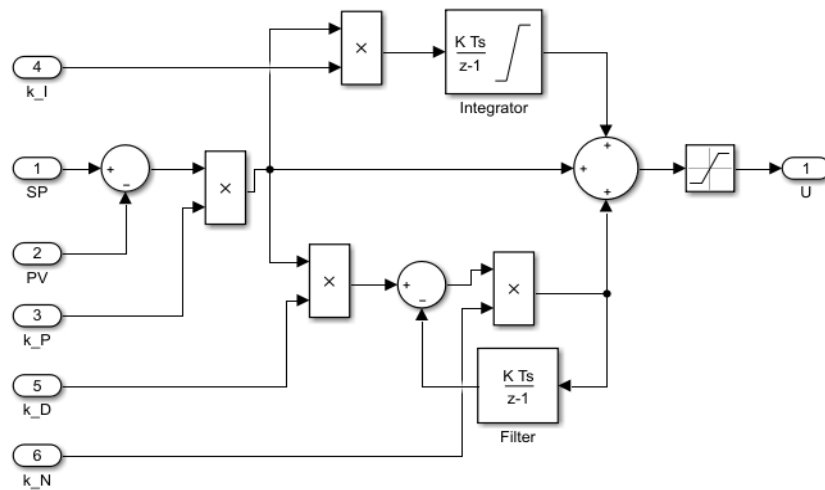 ×
K Ts
z-1
Integrator
4
k_I
+
+
+
1
SP
+
−
×
1
U
2
PV
3
k_P
×
+
−
×
K Ts
z-1
Filter
5
k_D
6
k_N